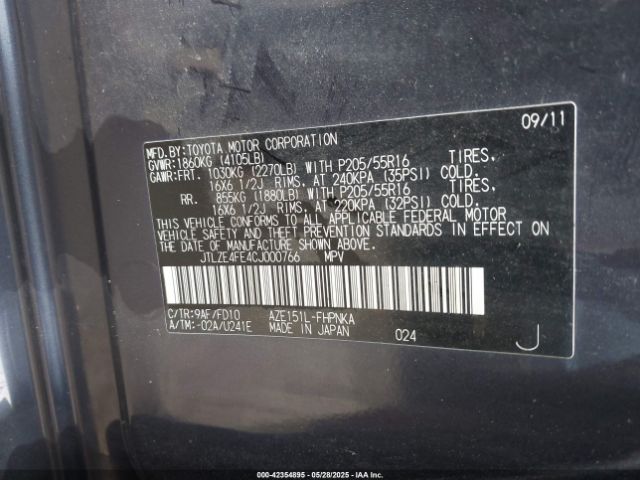 09/11
MFD.BY:TOYOTA MOTOR CORPORATION
GVWR:1860KG (4105LB)
GAWR:FRT. 1030KG (2270LB) WITH P205/55R16 TIRES,
16X6 1/2J RIMS, AT 240KPA (35PSI) COLD.
RR. 855KG (1880LB) WITH P205/55R16 TIRES,
16X6 1/2J RIMS, AT 220KPA (32PSI) COLD.
THIS VEHICLE CONFORMS TO ALL APPLICABLE FEDERAL MOTOR
VEHICLE SAFETY AND THEFT PREVENTION STANDARDS IN EFFECT ON
THE DATE OF MANUFACTURE SHOWN ABOVE.
JTLZE4FE4CJ000766 MPV
C/TR:9AF/FD10 AZE151L-FHPNKA
A/TM:-02A/U241E MADE IN JAPAN 024 J
000-42354895 - 05/28/2025 - IAA